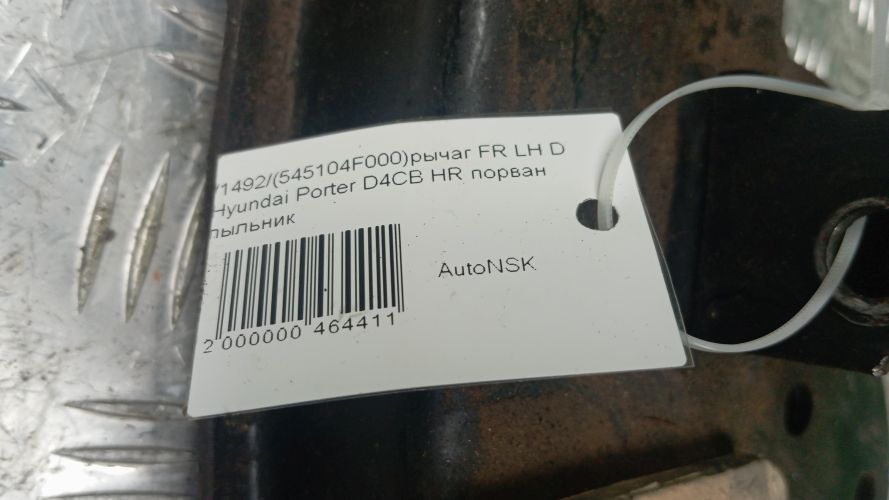 /1492/(545104F000)рычаг FR LH D
Hyundai Porter D4CB HR порван
пыльник
AutoNSK
2 000000 464411